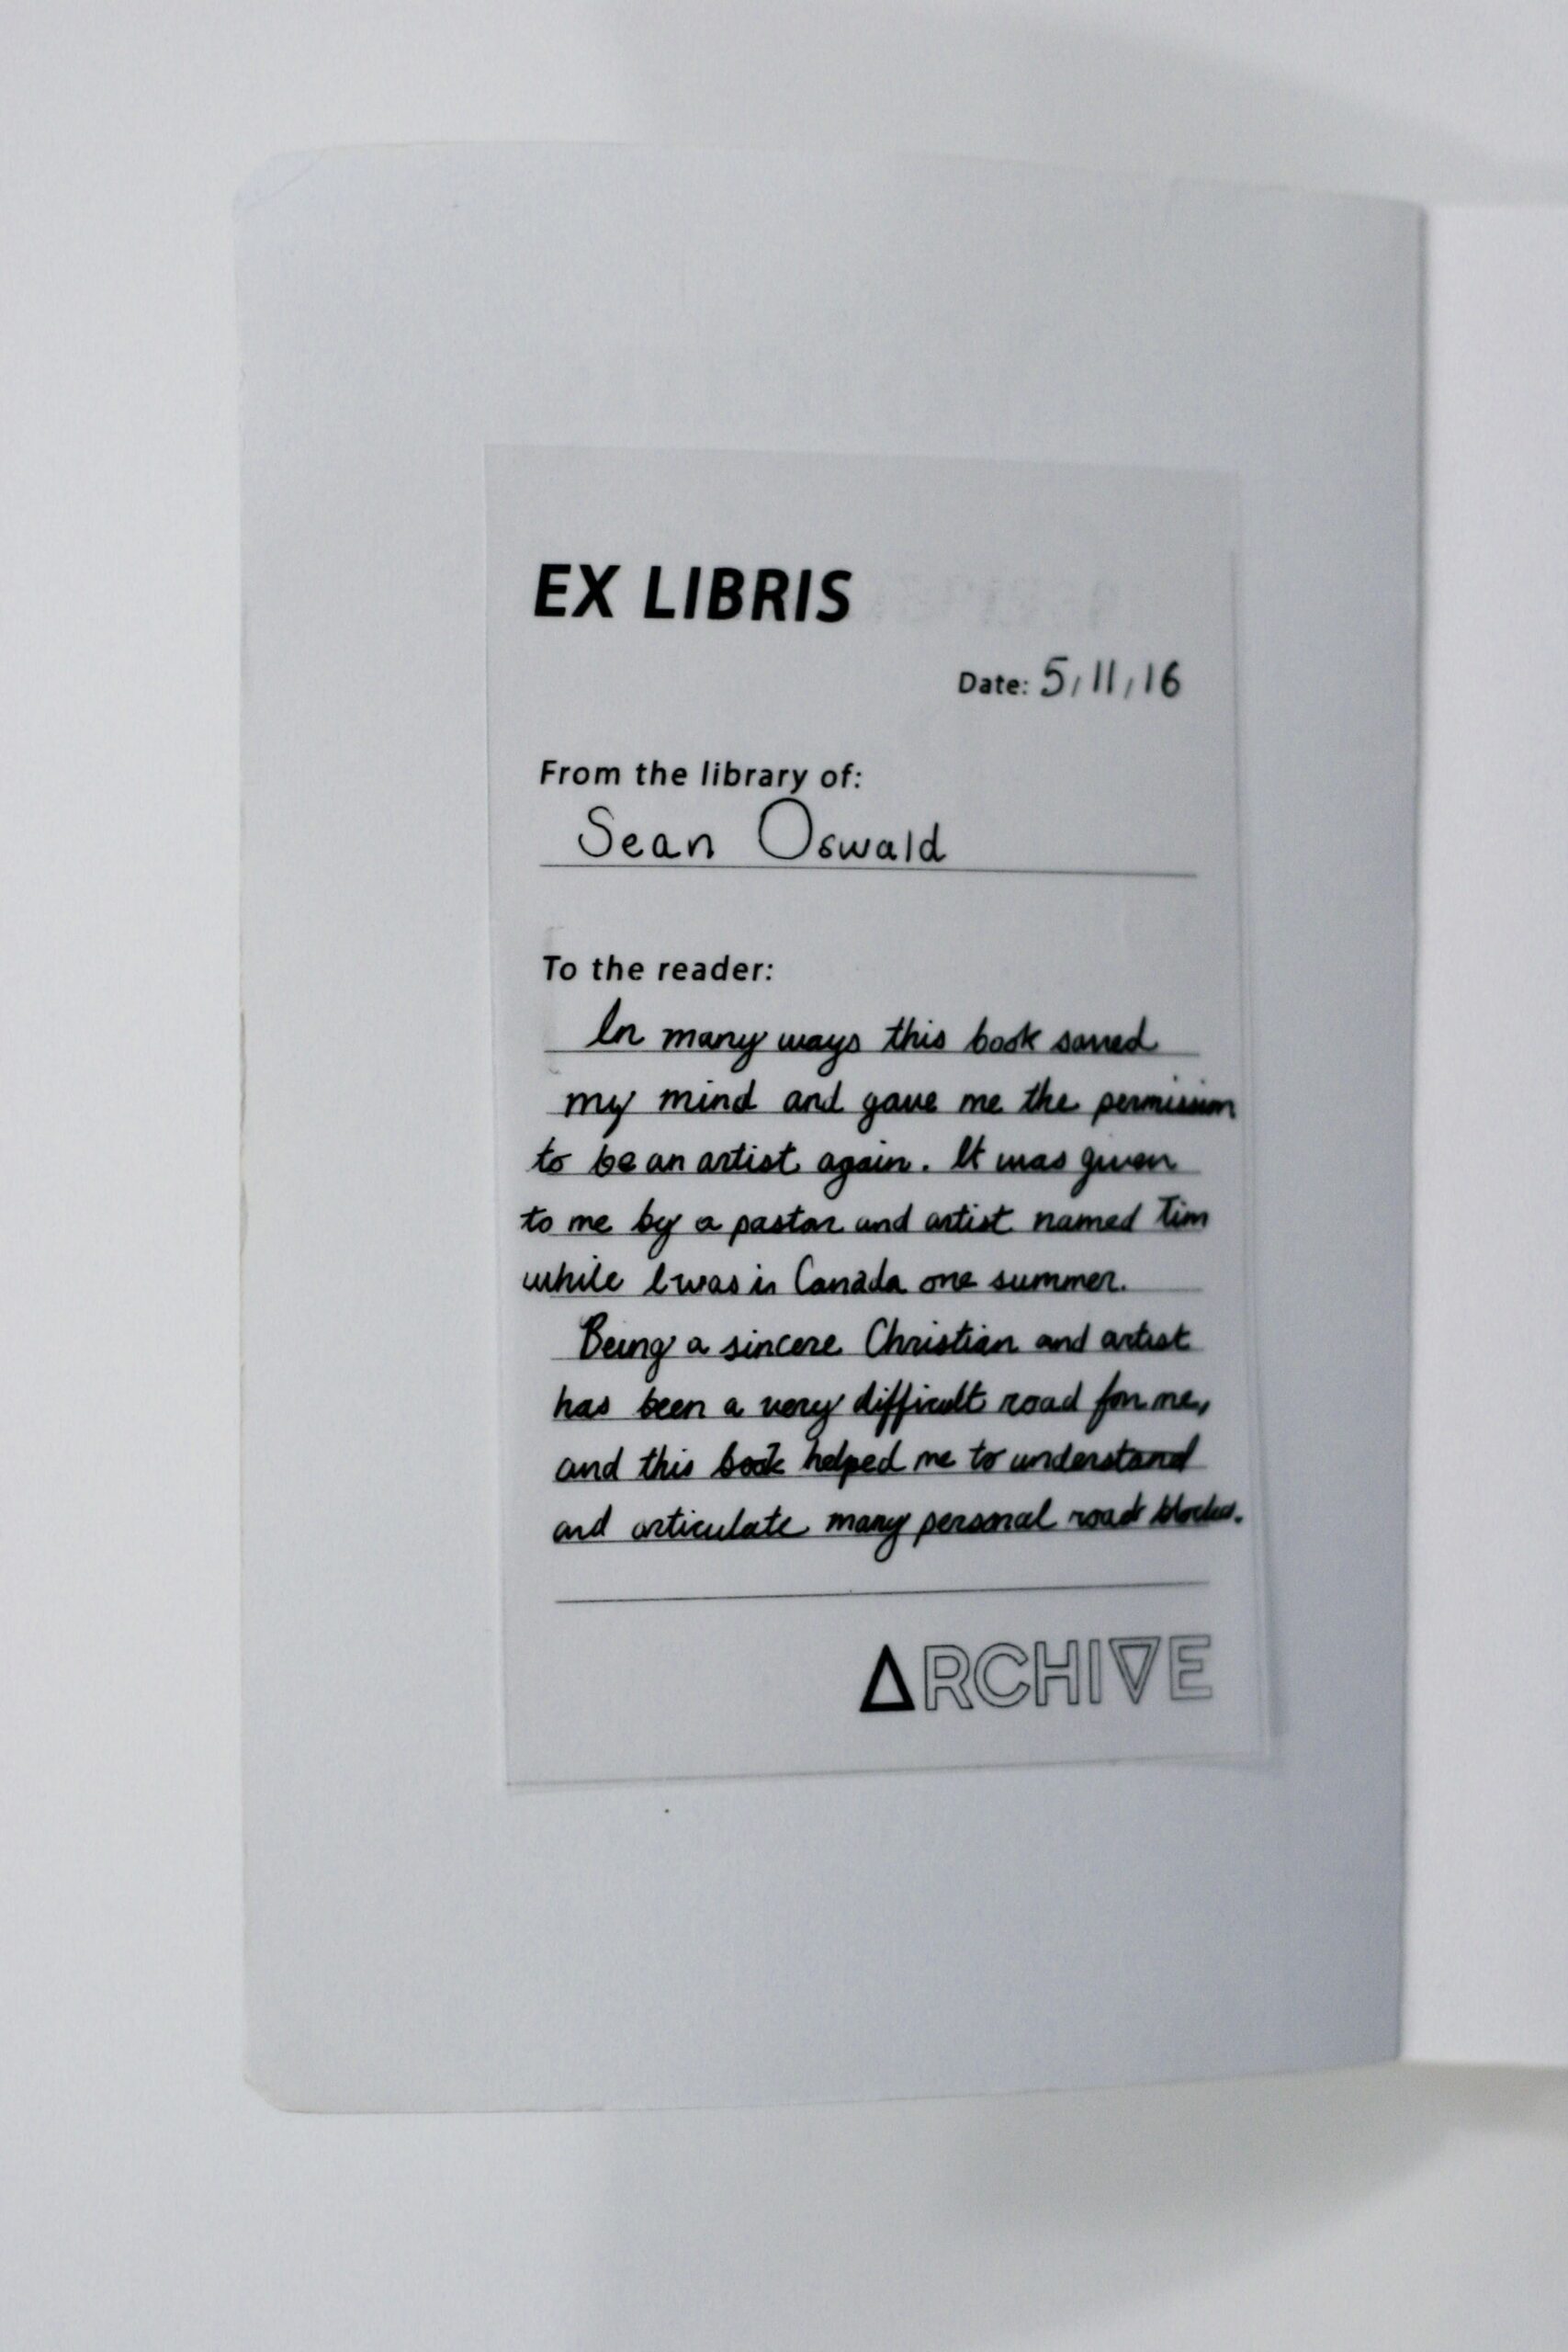 EX LIBRIS
Date: 5/11/16
From the library of:
Sean Oswald
To the reader:
In many ways this book saved
my mind and gave me the permission
to be an artist again. It was given
to me by a pastor and artist named Tim
while I was in Canada one summer.
Being a sincere Christian and artist
has been a very difficult road for me,
and this book helped me to understand
and articulate many personal road blocks.
ARCHIVE